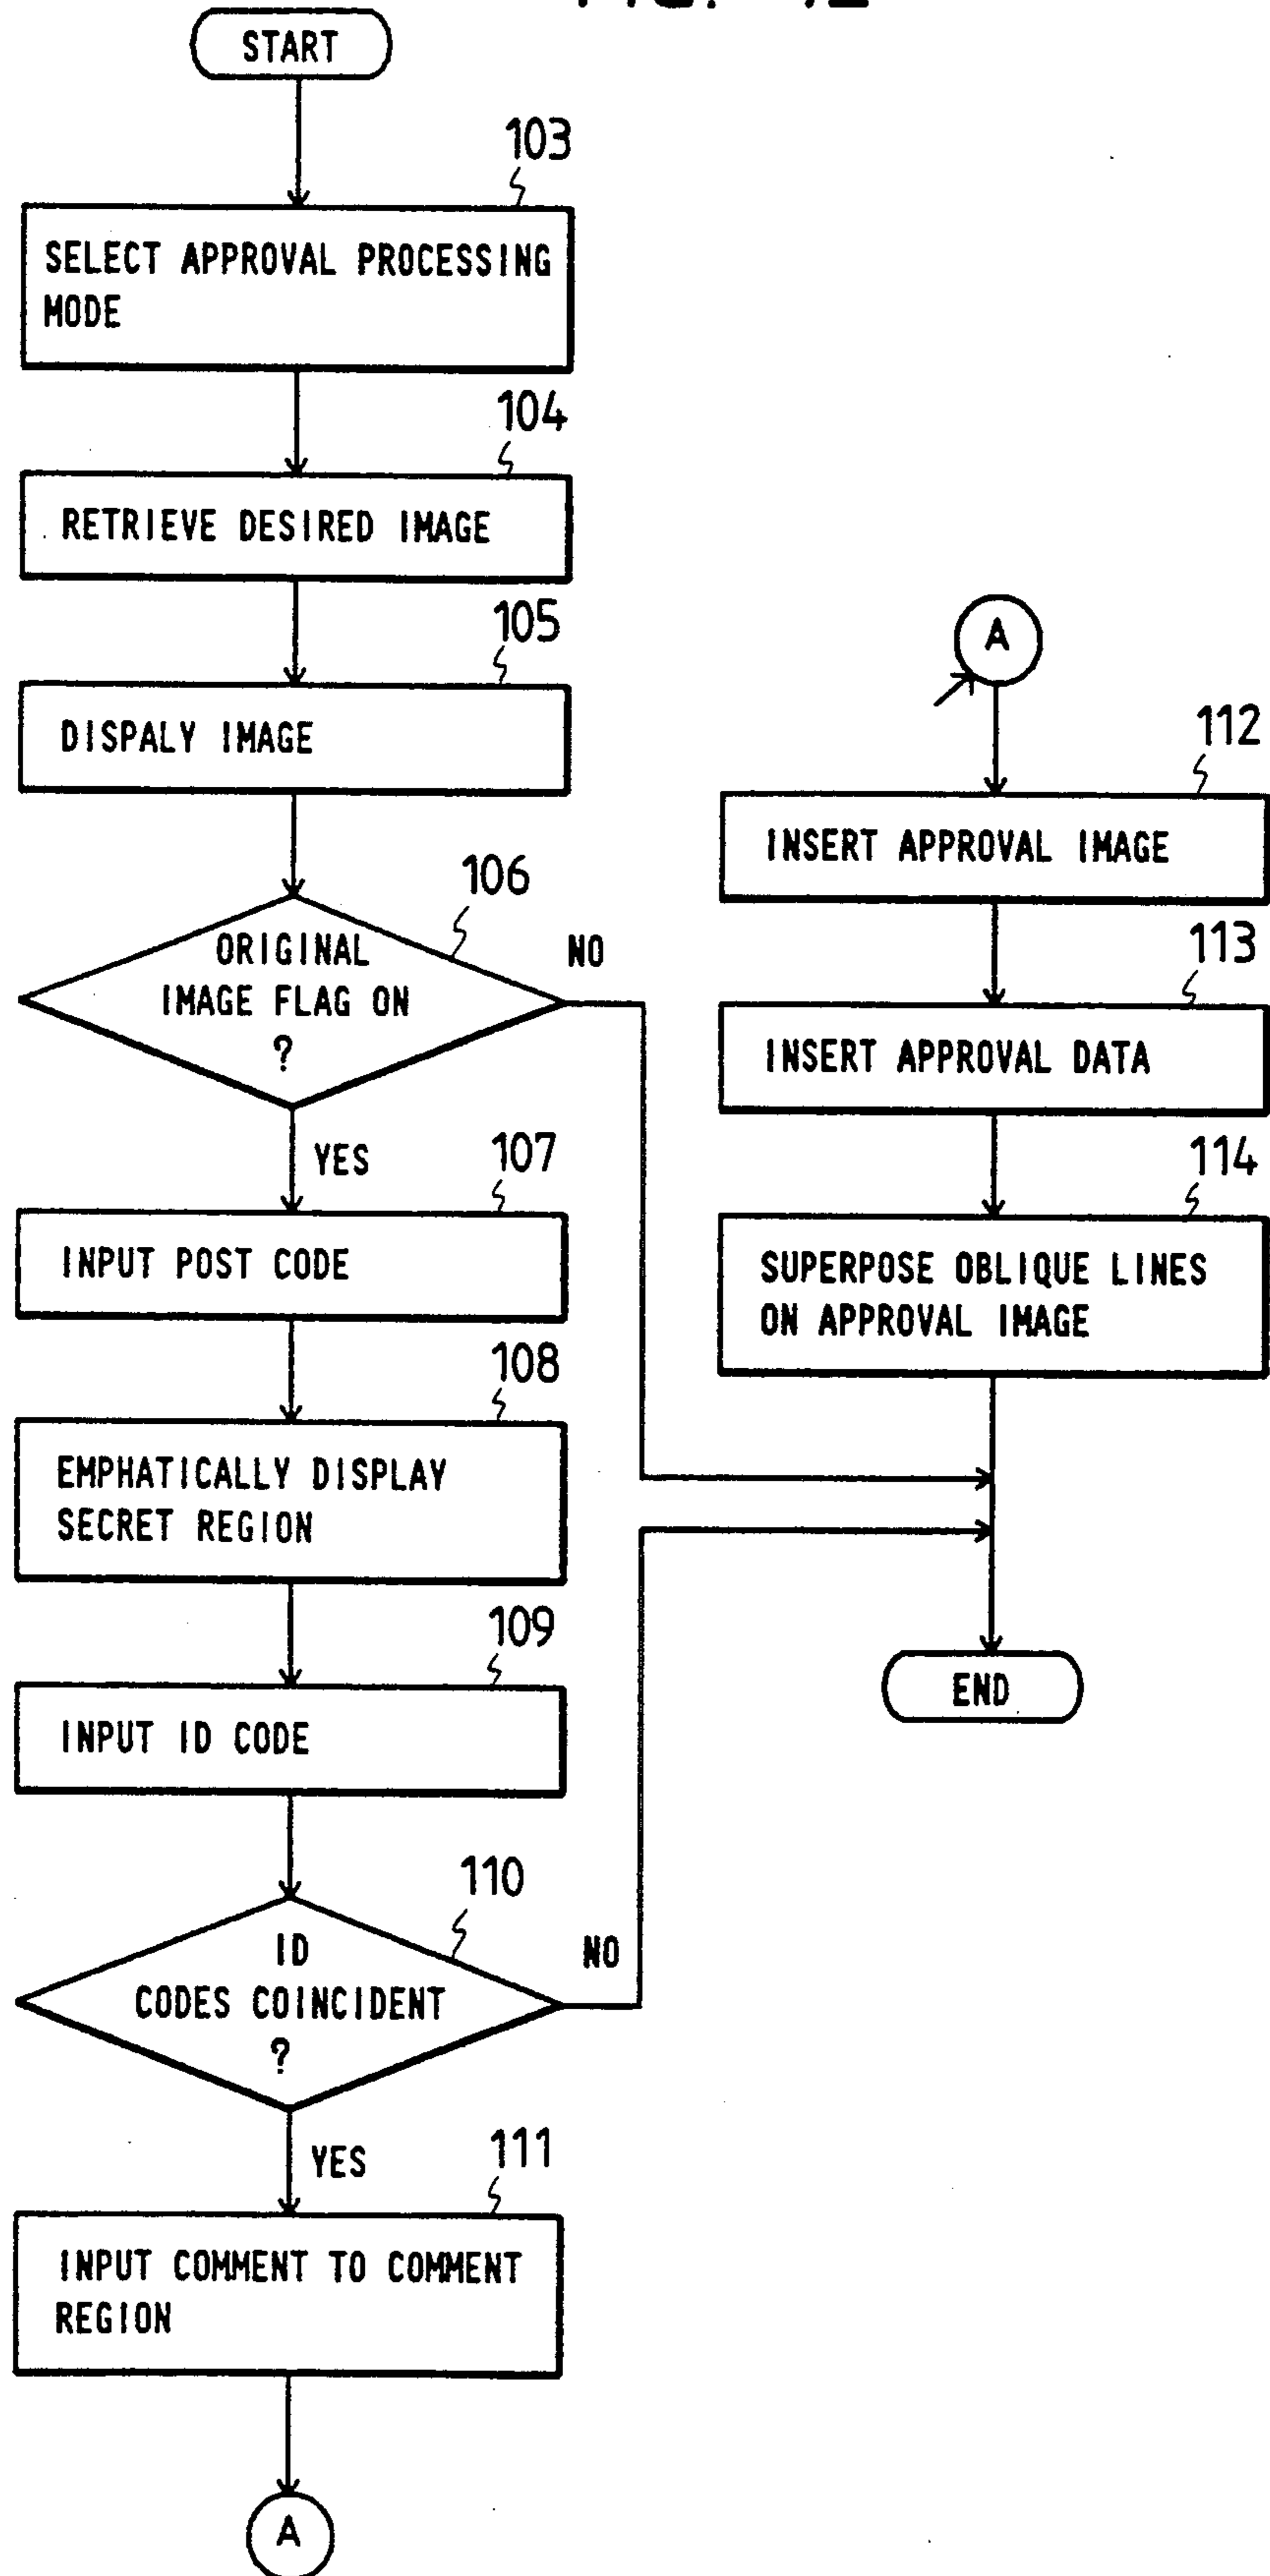 START
103
SELECT APPROVAL PROCESSING
MODE
104
RETRIEVE DESIRED IMAGE
105
DISPALY IMAGE
106
ORIGINAL
IMAGE FLAG ON
?
NO
YES
107
INPUT POST CODE
108
EMPHATICALLY DISPLAY
SECRET REGION
109
INPUT ID CODE
110
ID
CODES COINCIDENT
?
NO
YES
111
INPUT COMMENT TO COMMENT
REGION
A
A
112
INSERT APPROVAL IMAGE
113
INSERT APPROVAL DATA
114
SUPERPOSE OBLIQUE LINES
ON APPROVAL IMAGE
END